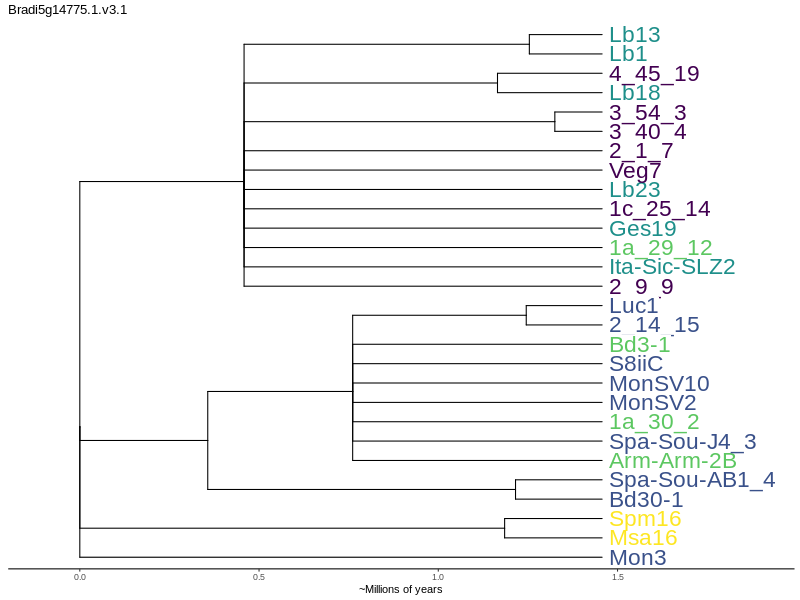 Bradi5g14775.1.v3.1
Lb13
Lb1
4_45_19
Lb18
3_54_3
3_40_4
2_1_7
Veg7
Lb23
1c_25_14
Ges19
1a_29_12
Ita-Sic-SLZ2
2_9_9
Luc1
2_14_15
Bd3-1
S8iiC
MonSV10
MonSV2
1a_30_2
Spa-Sou-J4_3
Arm-Arm-2B
Spa-Sou-AB1_4
Bd30-1
Spm16
Msa16
Mon3
0.0 0.5 1.0 1.5
~Millions of years